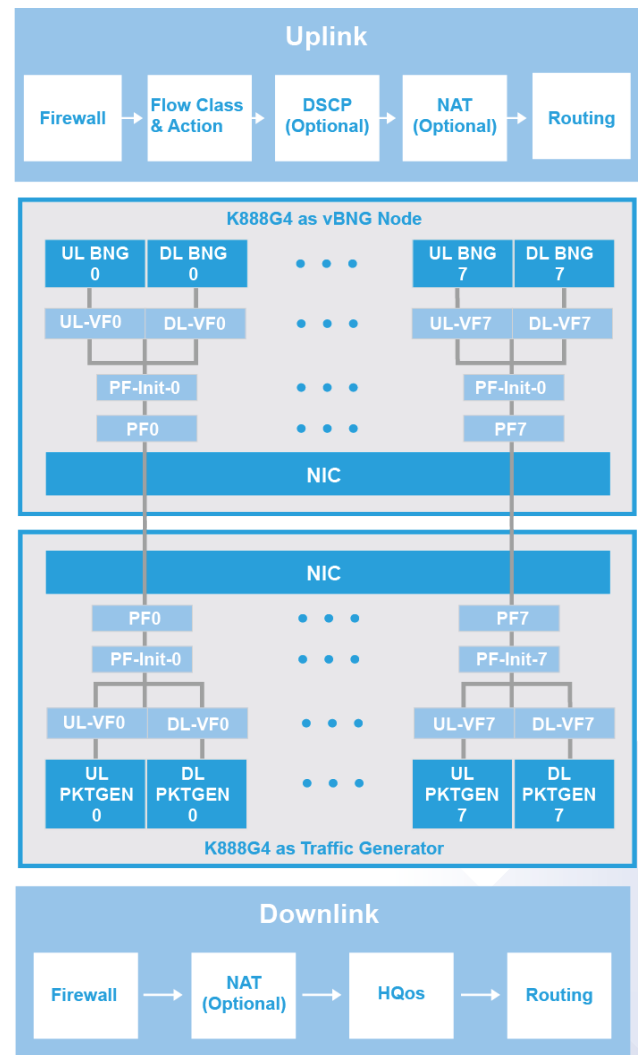 Uplink
Firewall
Flow Class
& Action
DSCP
(Optional)
NAT
(Optional)
Routing
K888G4 as vBNG Node
UL BNG
0
DL BNG
0
UL BNG
7
DL BNG
7
UL-VF0
DL-VF0
UL-VF7
DL-VF7
PF-Init-0
PF-Init-0
PF0
PF7
NIC
NIC
PF0
PF7
PF-Init-0
PF-Init-7
UL-VF0
DL-VF0
UL-VF7
DL-VF7
UL
PKTGEN
0
DL
PKTGEN
0
UL
PKTGEN
7
DL
PKTGEN
7
K888G4 as Traffic Generator
Downlink
Firewall
NAT
(Optional)
HQos
Routing